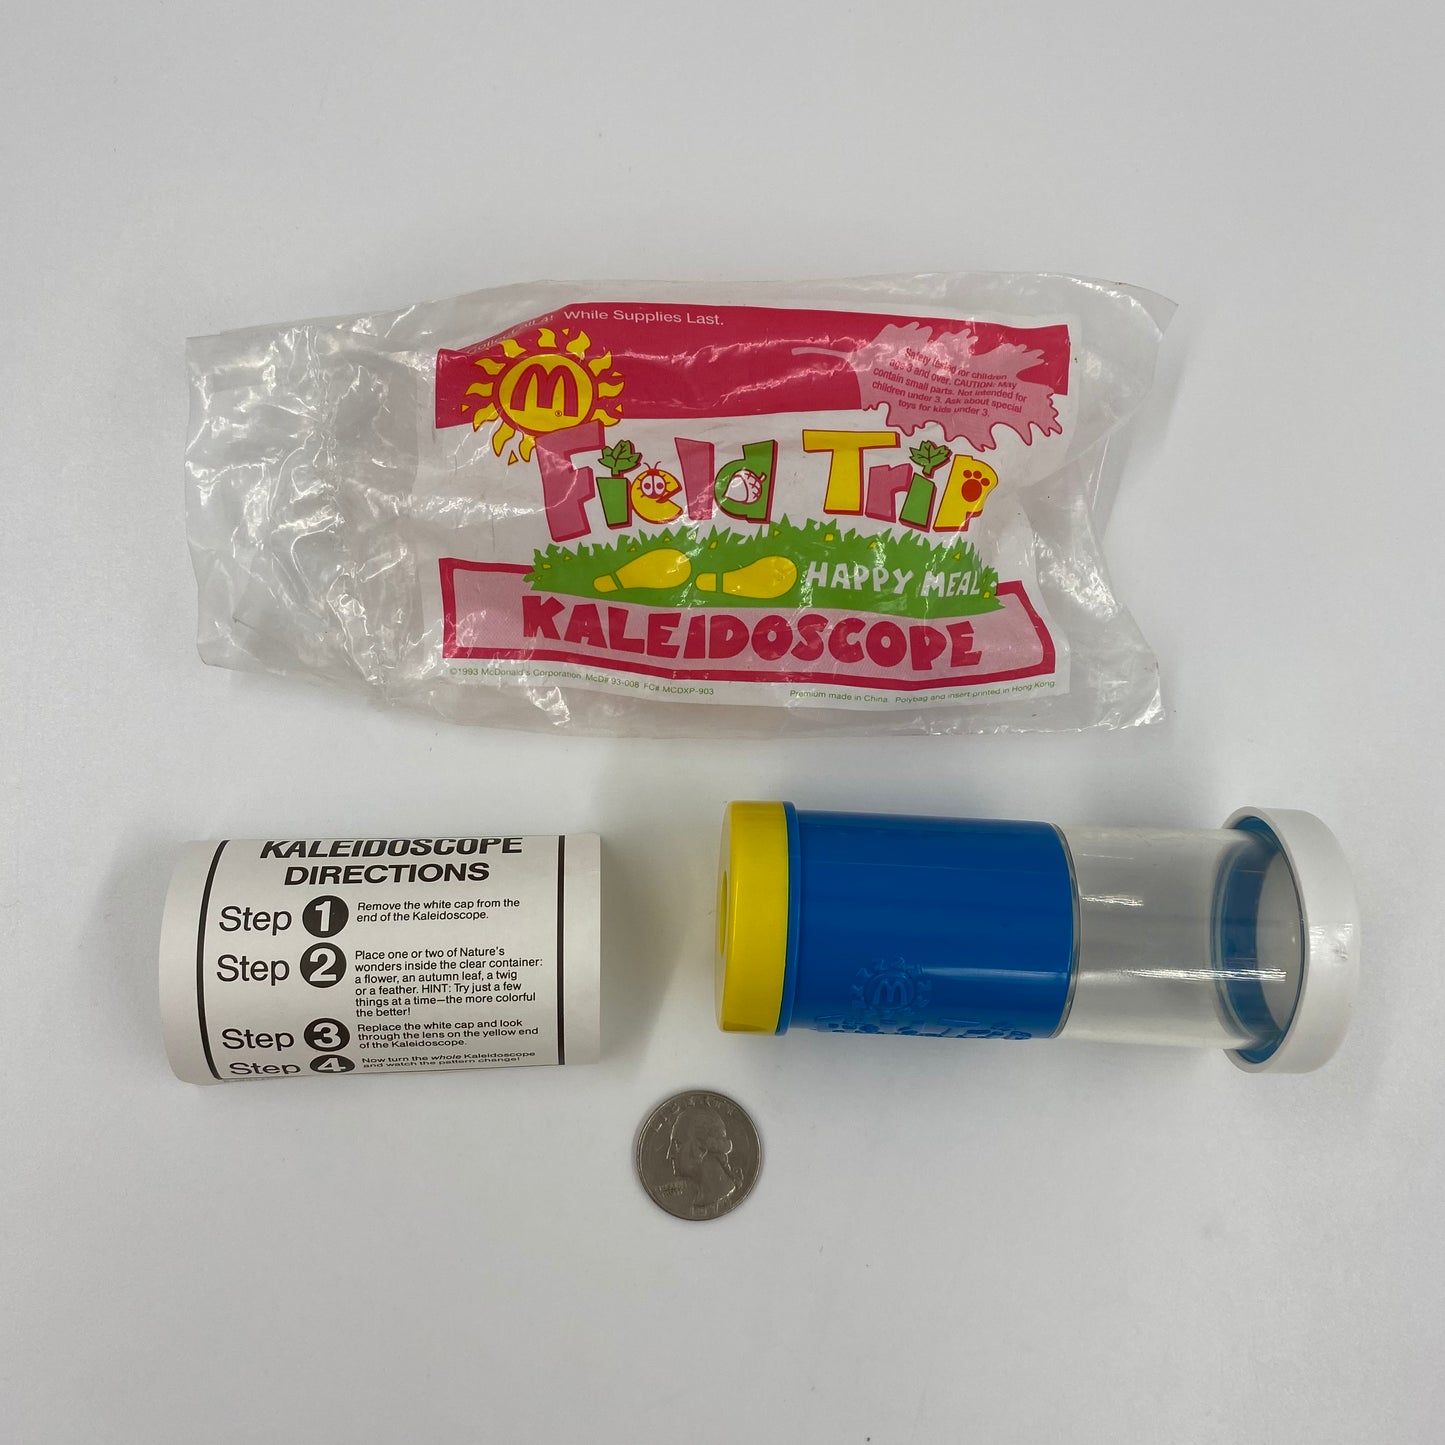 Collect All 4! While Supplies Last.
Safety tested for children
age 3 and over. CAUTION: May
contain small parts. Not intended for
children under 3. Ask about special
toys for kids under 3.
M
®
Field Trip
HAPPY MEAL
KALEIDOSCOPE
©1993 McDonald's Corporation McD# 93-008 FC# MCDXP-903
Premium made in China. Polybag and insert printed in Hong Kong.
KALEIDOSCOPE
DIRECTIONS
Step 1 Remove the white cap from the
end of the Kaleidoscope.
Step 2 Place one or two of Nature's
wonders inside the clear container:
a flower, an autumn leaf, a twig
or a feather. HINT: Try just a few
things at a time—the more colorful
the better!
Step 3 Replace the white cap and look
through the lens on the yellow end
of the Kaleidoscope.
Step 4 Now turn the whole Kaleidoscope
and watch the pattern change!
M
Field Trip
LIBERTY